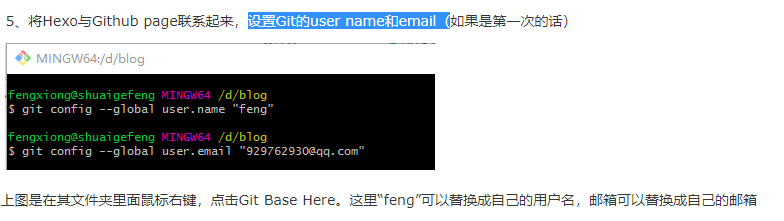 5、将Hexo与Github page联系起来，设置Git的user name和email（如果是第一次的话）
MINGW64:/d/blog
fengxiong@shuaigefeng MINGW64 /d/blog
$ git config --global user.name "feng"
fengxiong@shuaigefeng MINGW64 /d/blog
$ git config --global user.email "929762930@qq.com"
上图是在其文件夹里面鼠标右键，点击Git Base Here。这里“feng”可以替换成自己的用户名，邮箱可以替换成自己的邮箱